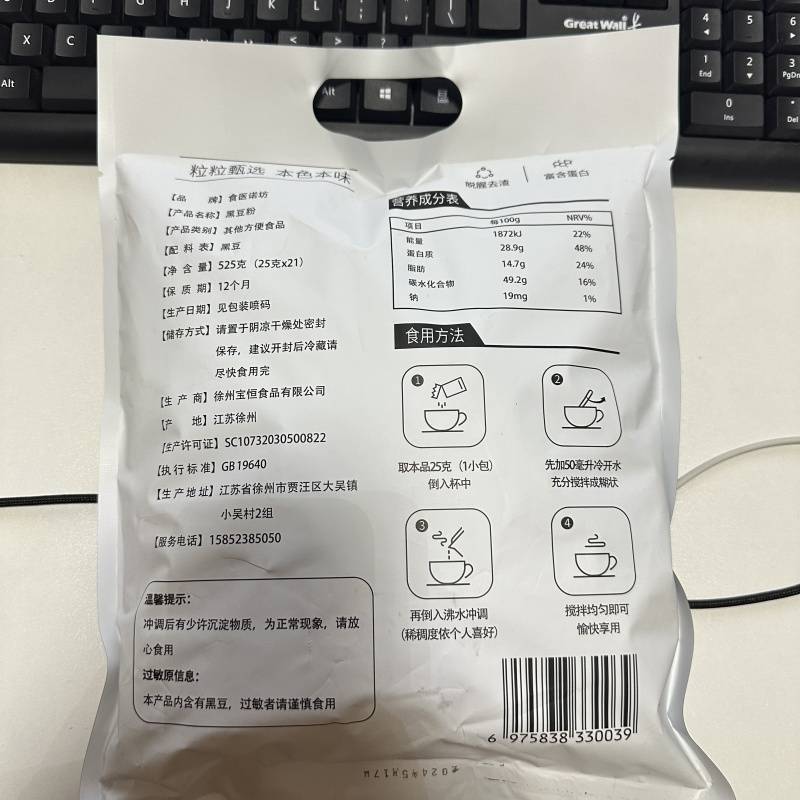 Great Wall
X
C
Alt
Alt
4
5
6
1
End
2
3
PgDn
0
Ins
Del
粒粒甄选 本色本味
脱腥去渣
富含蛋白
【品 牌】食医诺坊
【产品名称】黑豆粉
【产品类别】其他方便食品
【配 料 表】黑豆
【净 含 量】525克（25克x21）
【保 质 期】12个月
【生产日期】见包装喷码
【储存方式】请置于阴凉干燥处密封
保存，建议开封后冷藏请
尽快食用完
【生 产 商】徐州宝恒食品有限公司
【产 地】江苏徐州
【生产许可证】SC10732030500822
【执行标准】GB19640
【生产地址】江苏省徐州市贾汪区大吴镇
小吴村2组
【服务电话】15852385050
温馨提示：
冲调后有少许沉淀物质，为正常现象，请放
心食用
过敏原信息：
本产品内含有黑豆，过敏者请谨慎食用
营养成分表
项目 每100g NRV%
能量 1872kJ 22%
蛋白质 28.9g 48%
脂肪 14.7g 24%
碳水化合物 49.2g 16%
钠 19mg 1%
食用方法
1
取本品25克（1小包）
倒入杯中
2
先加50毫升冷开水
充分搅拌成糊状
3
再倒入沸水冲调
（稀稠度依个人喜好）
4
搅拌均匀即可
愉快享用
6 975838 330039